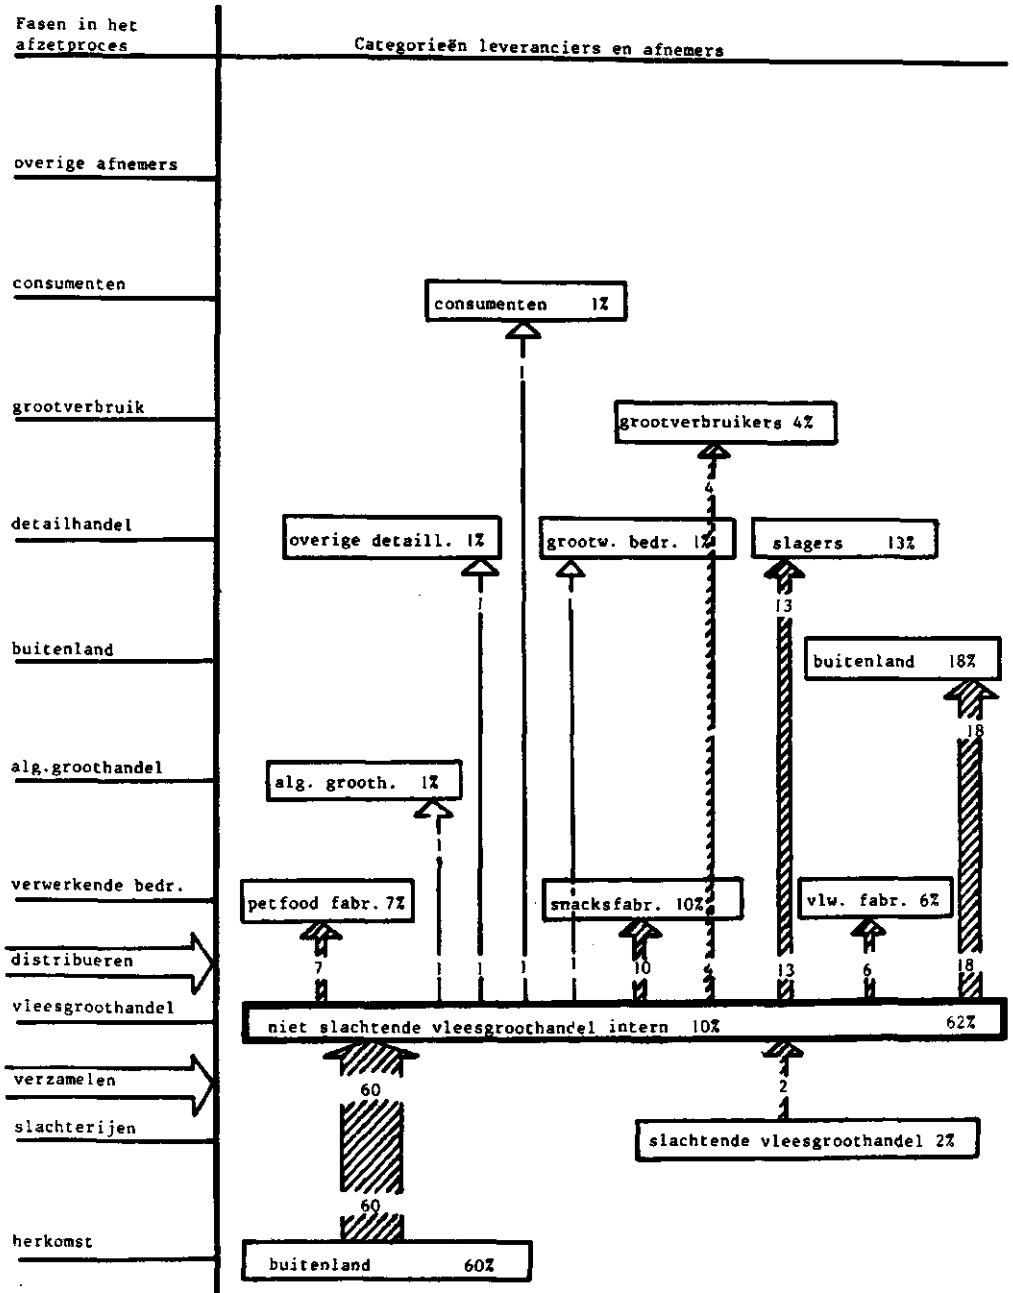 Fasen in het
afzetproces
Categorieën leveranciers en afnemers
overige afnemers
consumenten
consumenten 1%
grootverbruik
grootverbruikers 4%
4
detailhandel
overige detaill. 1%
grootw. bedr. 1%
slagers 13%
1
1
1
13
buitenland
buitenland 18%
18
alg.groothandel
alg. grooth. 1%
1
verwerkende bedr.
petfood fabr. 7%
snacksfabr. 10%
vlw. fabr. 6%
distribueren
7
1
1
1
1
10
4
13
6
18
vleesgroothandel
niet slachtende vleesgroothandel intern 10% 62%
verzamelen
60
2
slachterijen
slachtende vleesgroothandel 2%
60
herkomst
buitenland 60%